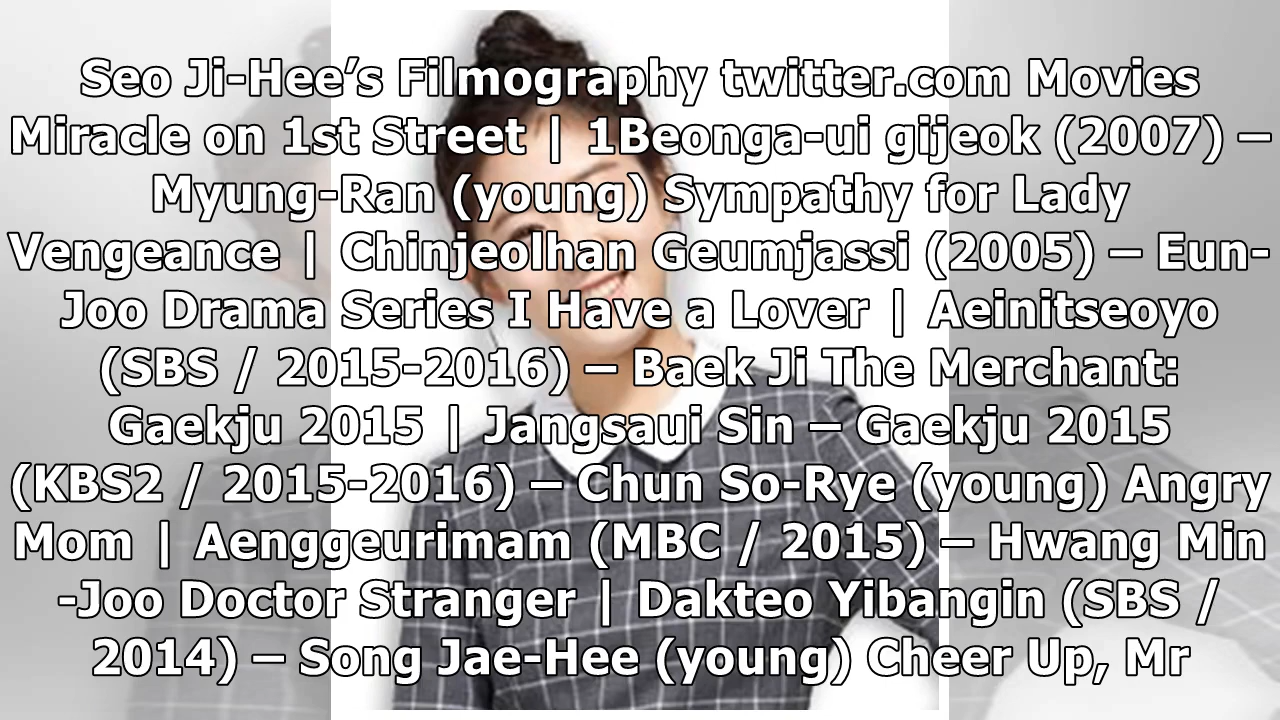 Seo Ji-Hee’s Filmography twitter.com Movies
Miracle on 1st Street | 1Beonga-ui gijeok (2007) –
Myung-Ran (young) Sympathy for Lady
Vengeance | Chinjeolhan Geumjassi (2005) – Eun-
Joo Drama Series I Have a Lover | Aeinitseoyo
(SBS / 2015-2016) – Baek Ji The Merchant:
Gaekju 2015 | Jangsaui Sin – Gaekju 2015
(KBS2 / 2015-2016) – Chun So-Rye (young) Angry
Mom | Aenggeurimam (MBC / 2015) – Hwang Min
-Joo Doctor Stranger | Dakteo Yibangin (SBS /
2014) – Song Jae-Hee (young) Cheer Up, Mr